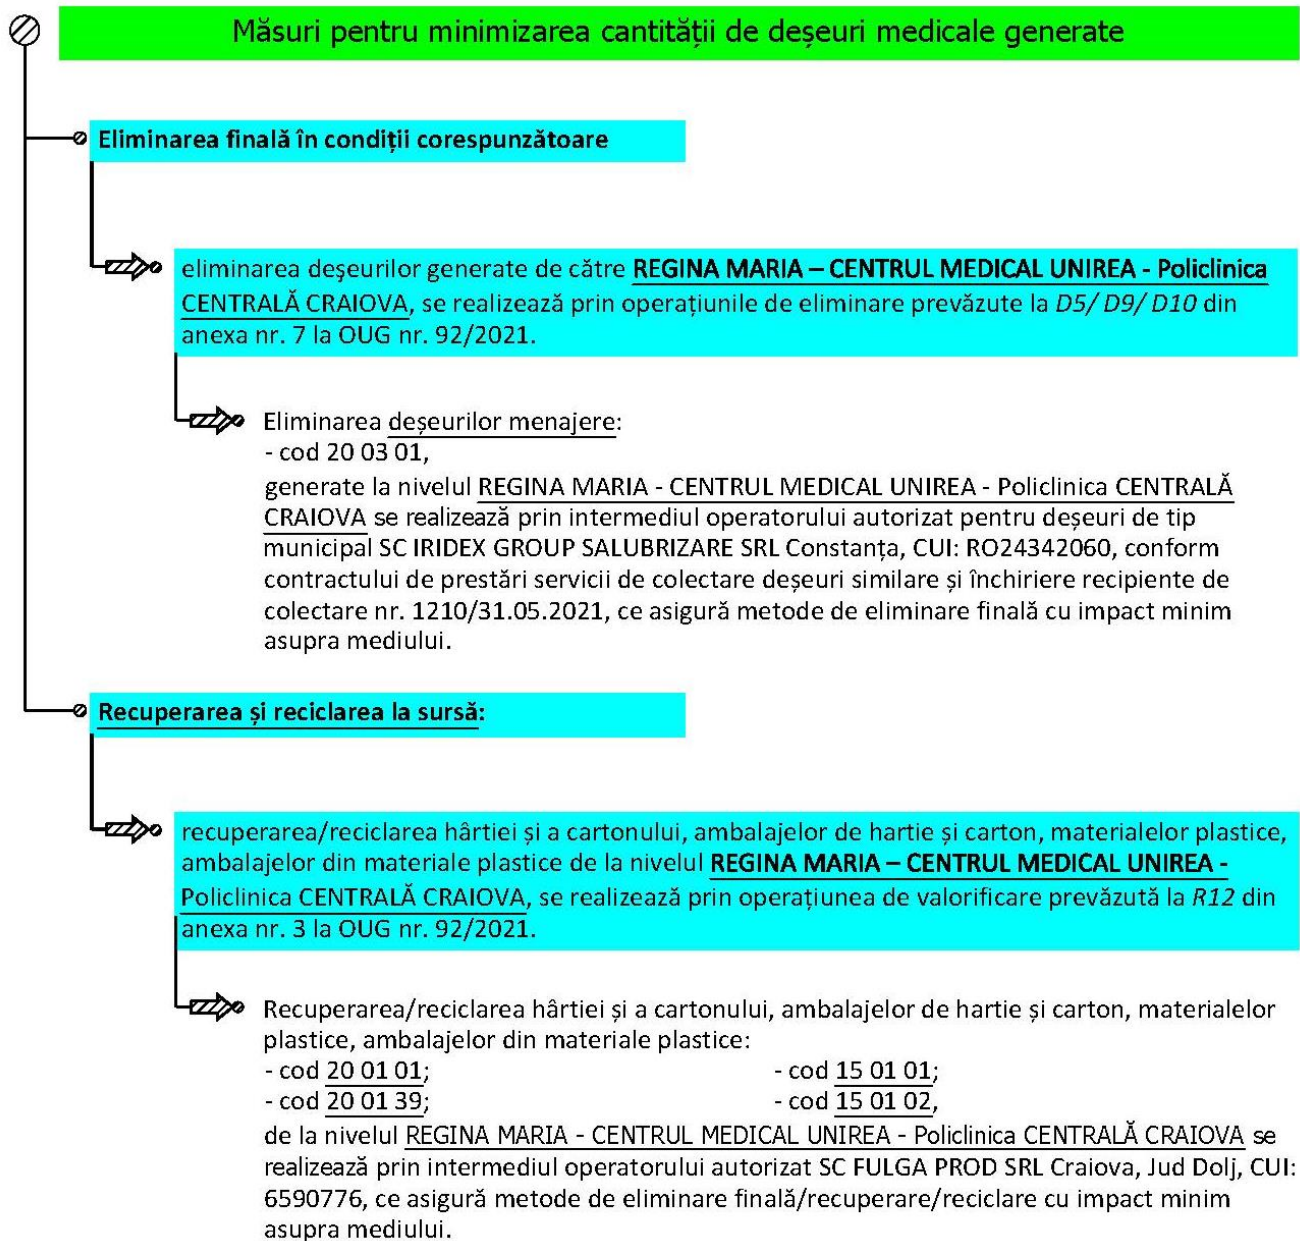 Măsuri pentru minimizarea cantității de deșeuri medicale generate
Eliminarea finală în condiții corespunzătoare
eliminarea deşeurilor generate de către REGINA MARIA – CENTRUL MEDICAL UNIREA - Policlinica
CENTRALĂ CRAIOVA, se realizează prin operațiunile de eliminare prevăzute la D5/ D9/ D10 din
anexa nr. 7 la OUG nr. 92/2021.
Eliminarea deșeurilor menajere:
- cod 20 03 01,
generate la nivelul REGINA MARIA - CENTRUL MEDICAL UNIREA - Policlinica CENTRALĂ
CRAIOVA se realizează prin intermediul operatorului autorizat pentru deșeuri de tip
municipal SC IRIDEX GROUP SALUBRIZARE SRL Constanța, CUI: RO24342060, conform
contractului de prestări servicii de colectare deșeuri similare și închiriere recipiente de
colectare nr. 1210/31.05.2021, ce asigură metode de eliminare finală cu impact minim
asupra mediului.
Recuperarea și reciclarea la sursă:
recuperarea/reciclarea hârtiei și a cartonului, ambalajelor de hartie și carton, materialelor plastice,
ambalajelor din materiale plastice de la nivelul REGINA MARIA – CENTRUL MEDICAL UNIREA -
Policlinica CENTRALĂ CRAIOVA, se realizează prin operațiunea de valorificare prevăzută la R12 din
anexa nr. 3 la OUG nr. 92/2021.
Recuperarea/reciclarea hârtiei și a cartonului, ambalajelor de hartie și carton, materialelor
plastice, ambalajelor din materiale plastice:
- cod 20 01 01; - cod 15 01 01;
- cod 20 01 39; - cod 15 01 02,
de la nivelul REGINA MARIA - CENTRUL MEDICAL UNIREA - Policlinica CENTRALĂ CRAIOVA se
realizează prin intermediul operatorului autorizat SC FULGA PROD SRL Craiova, Jud Dolj, CUI:
6590776, ce asigură metode de eliminare finală/recuperare/reciclare cu impact minim
asupra mediului.